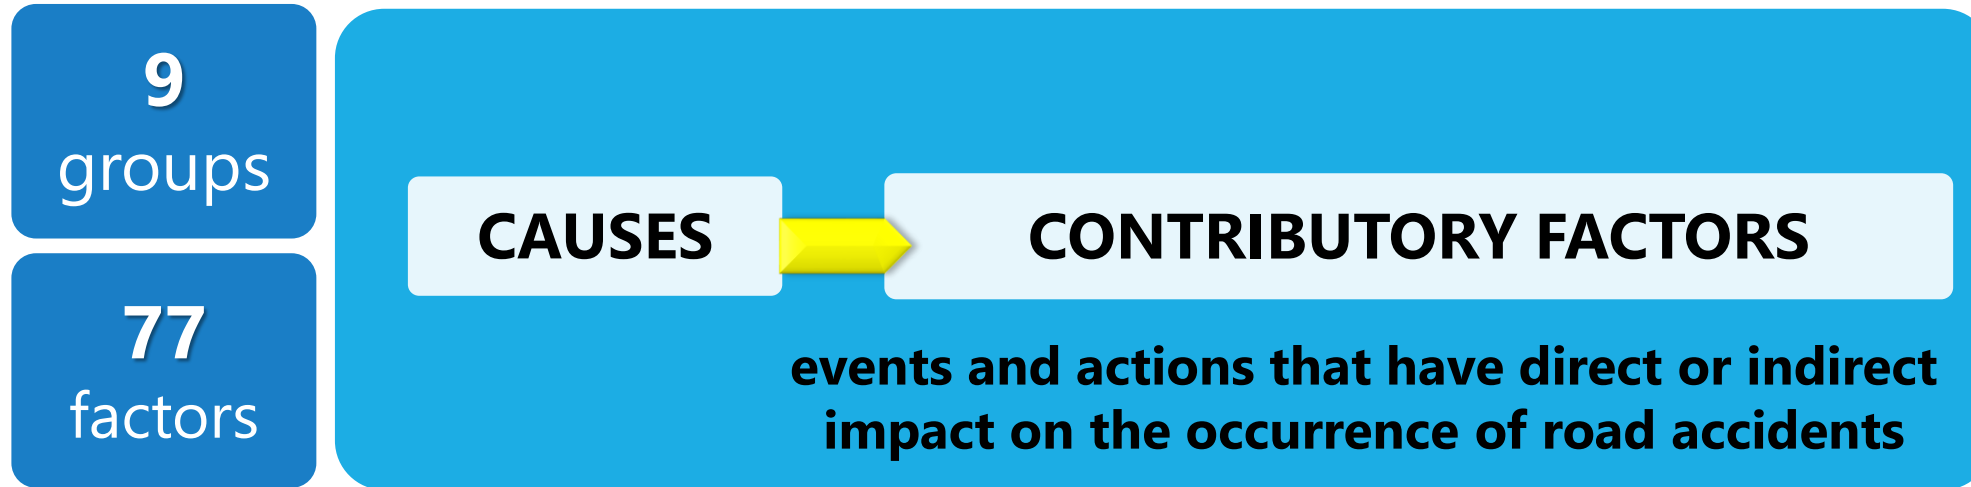 9
groups
77
factors
CAUSES
CONTRIBUTORY FACTORS
events and actions that have direct or indirect
impact on the occurrence of road accidents